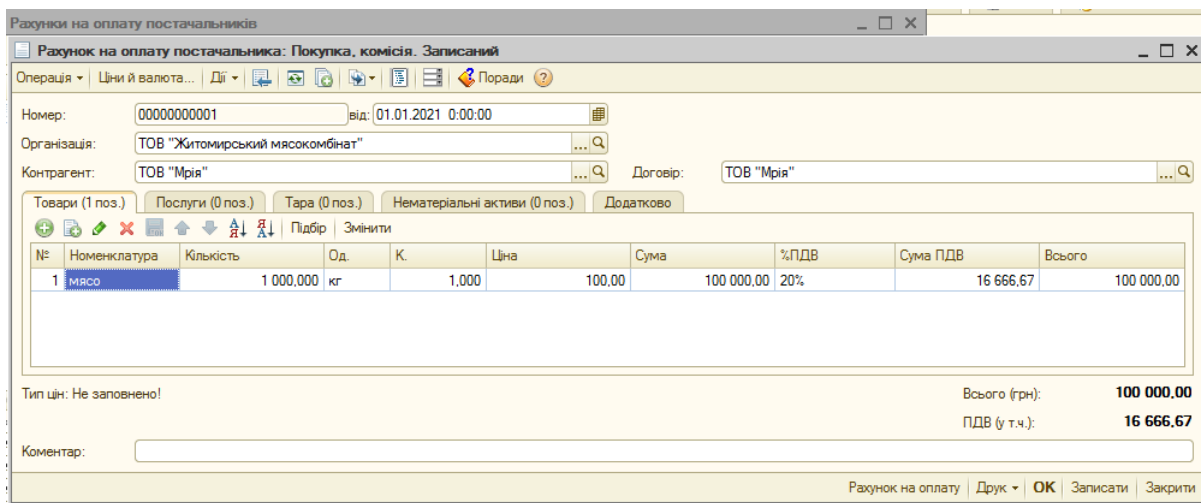 Рахунки на оплату постачальників
Рахунок на оплату постачальника: Покупка, комісія. Записаний
Операція Ціни й валюта... Дії Поради
Номер: 00000000001 від: 01.01.2021 0:00:00
Організація: ТОВ "Житомирський мясокомбінат"
Контрагент: ТОВ "Мрія" Договір: ТОВ "Мрія"
Товари (1 поз.) Послуги (0 поз.) Тара (0 поз.) Нематеріальні активи (0 поз.) Додатково
Підбір Змінити
№ Номенклатура Кількість Од. К. Ціна Сума %ПДВ Сума ПДВ Всього
1 мясо 1 000,000 кг 1,000 100,00 100 000,00 20% 16 666,67 100 000,00
Тип цін: Не заповнено! Всього (грн): 100 000,00
ПДВ (у т.ч.): 16 666,67
Коментар:
Рахунок на оплату Друк OK Записати Закрити